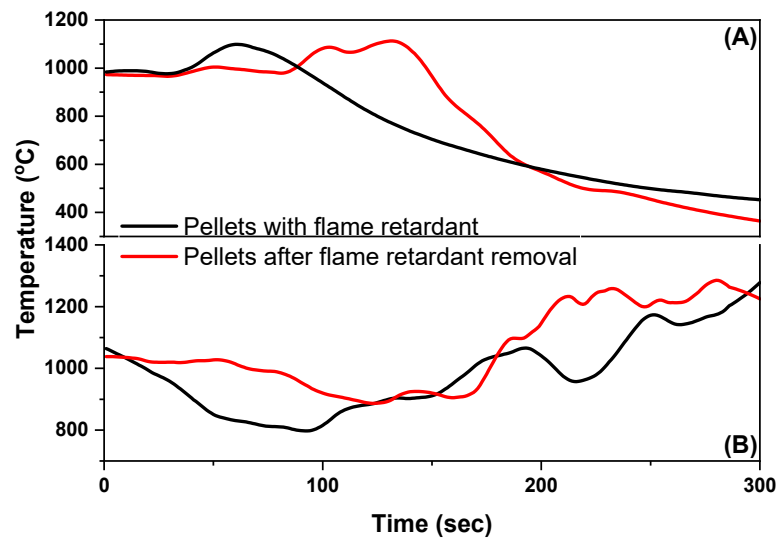 1200
(A)
1000
800
600
400
Pellets with flame retardant
1400
Pellets after flame retardant removal
1200
1000
800
(B)
0
100
200
300
Temperature (°C)
Time (sec)